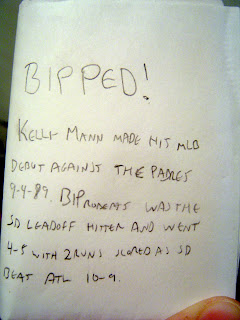 BIPPED!
KELLY MANN MADE HIS MLB
DEBUT AGAINST THE PADRES
9-4-89. BIP ROBERTS WAS THE
SD LEADOFF HITTER AND WENT
4-5 WITH 2 RUNS SCORED AS SD
BEAT ATL 10-9.